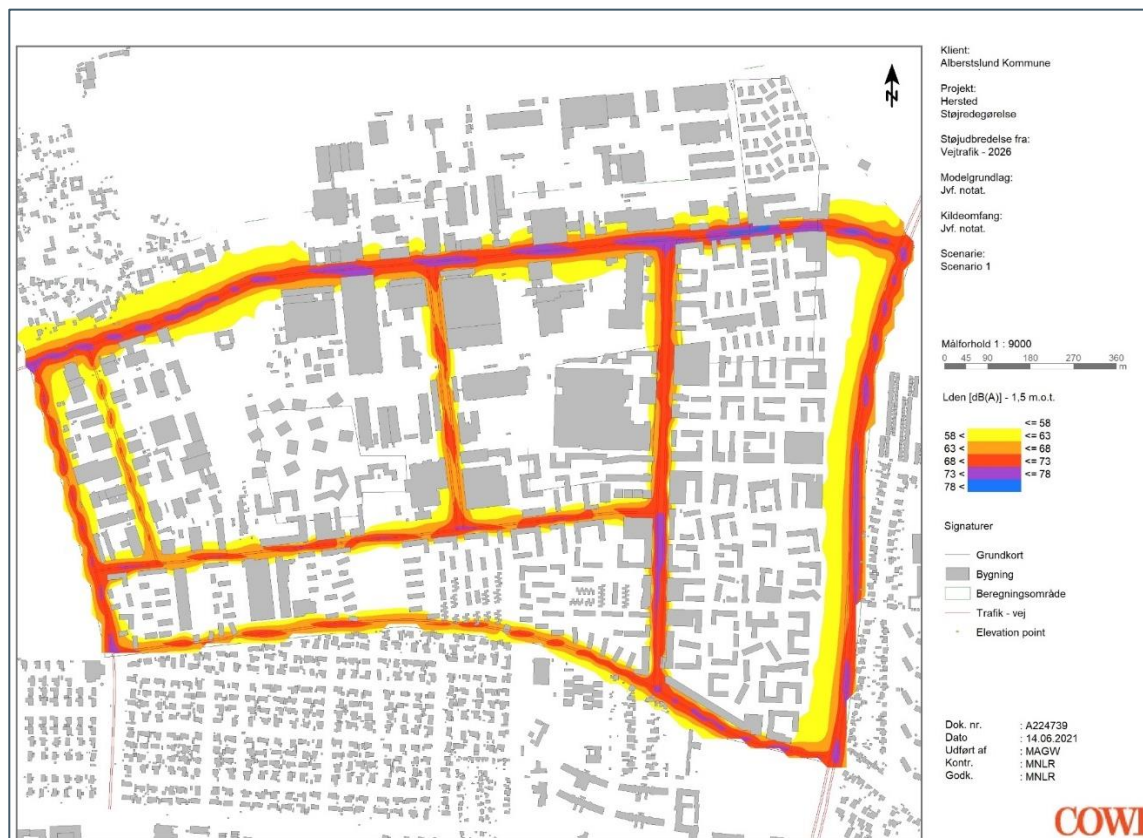 N
Klient:
Alberstslund Kommune
Projekt:
Hersted
Støjredegørelse
Støjudbredelse fra:
Vejtrafik - 2026
Modelgrundlag:
Jvf. notat.
Kildeomfang:
Jvf. notat.
Scenarie:
Scenario 1
Målforhold 1 : 9000
0 45 90 180 270 360
m
Lden [dB(A)] - 1,5 m.o.t.
<= 58
58 < <= 63
63 < <= 68
68 < <= 73
73 < <= 78
78 <
Signaturer
Grundkort
Bygning
Beregningsområde
Trafik - vej
Elevation point
Dok. nr. : A224739
Dato : 14.06.2021
Udført af : MAGW
Kontr. : MNLR
Godk. : MNLR
COWI